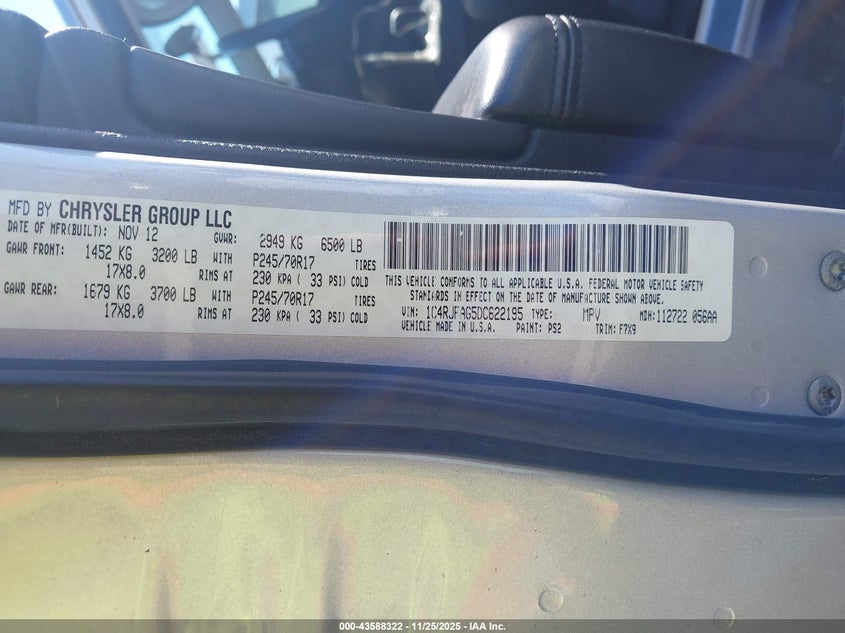 MFD BY CHRYSLER GROUP LLC
DATE OF MFR(BUILT): NOV 12 GVWR: 2949 KG 6500 LB
GAWR FRONT: 1452 KG 3200 LB WITH P245/70R17 TIRES
17X8.0 RIMS AT 230 KPA ( 33 PSI) COLD
GAWR REAR: 1679 KG 3700 LB WITH P245/70R17 TIRES
17X8.0 RIMS AT 230 KPA ( 33 PSI) COLD
THIS VEHICLE CONFORMS TO ALL APPLICABLE U.S.A. FEDERAL MOTOR VEHICLE SAFETY
STANDARDS IN EFFECT ON THE DATE OF MANUFACTURE SHOWN ABOVE.
VIN: 1C4RJFAG5DC622195 TYPE: MPV MDH: 112722 056AA
VEHICLE MADE IN U.S.A. PAINT: PS2 TRIM: F7X9
000-43588322 - 11/25/2025 - IAA Inc.